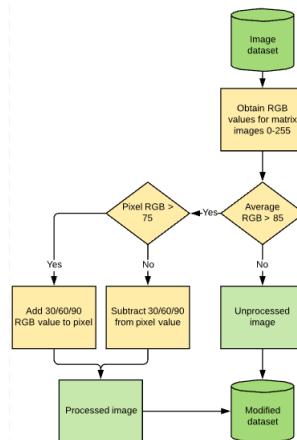 Image
dataset
Obtain RGB
values for matrix
images 0-255
Pixel RGB >
75
Yes
Average
RGB > 85
Yes
No
No
Add 30/60/90
RGB value to pixel
Subtract 30/60/90
from pixel value
Unprocessed
image
Processed image
Modified
dataset